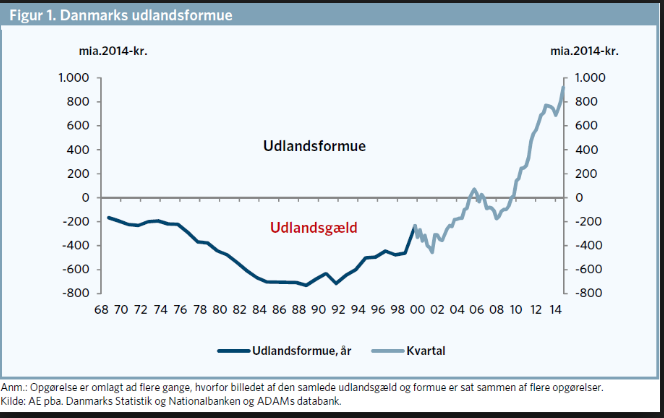 Figur 1. Danmarks udlandsformue
mia.2014-kr. mia.2014-kr.
1.000 1.000
800 800
600 600
400 400
200 200
0 0
-200 -200
-400 -400
-600 -600
-800 -800
Udlandsformue
Udlandsgæld
68 70 72 74 76 78 80 82 84 86 88 90 92 94 96 98 00 02 04 06 08 10 12 14
Udlandsformue, år Kvartal
Anm.: Opgørelse er omlagt ad flere gange, hvorfor billedet af den samlede udlandsgæld og formue er sat sammen af flere opgørelser.
Kilde: AE pba. Danmarks Statistik og Nationalbanken og ADAMs databank.